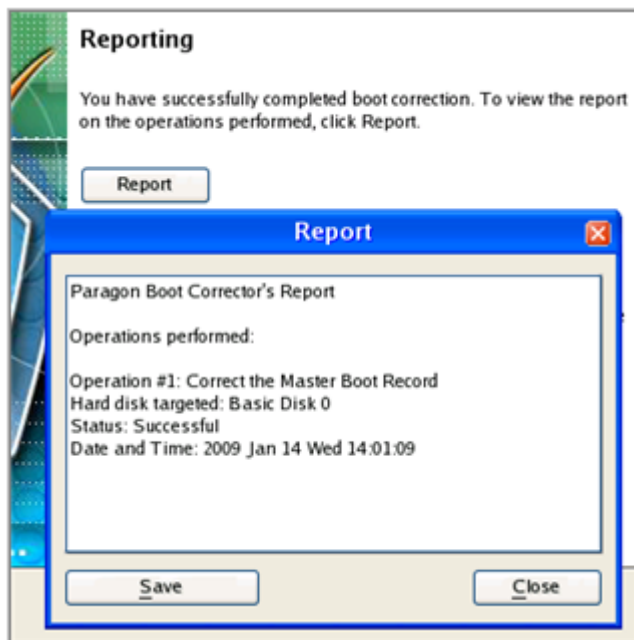 Reporting
You have successfully completed boot correction. To view the report
on the operations performed, click Report.
Report
Report
Paragon Boot Corrector's Report
Operations performed:
Operation #1: Correct the Master Boot Record
Hard disk targeted: Basic Disk 0
Status: Successful
Date and Time: 2009 Jan 14 Wed 14:01:09
Save
Close